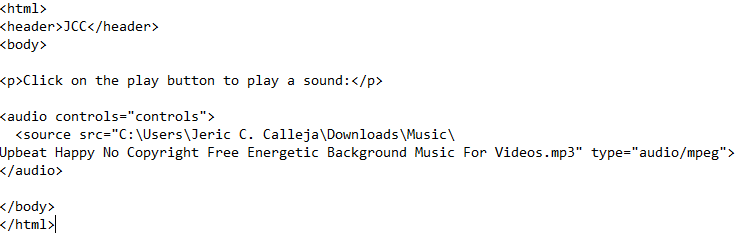 <html>
<header>JCC</header>
<body>
<p>Click on the play button to play a sound:</p>
<audio controls="controls">
<source src="C:\Users\Jeric C. Calleja\Downloads\Music\
Upbeat Happy No Copyright Free Energetic Background Music For Videos.mp3" type="audio/mpeg">
</audio>
</body>
</html>